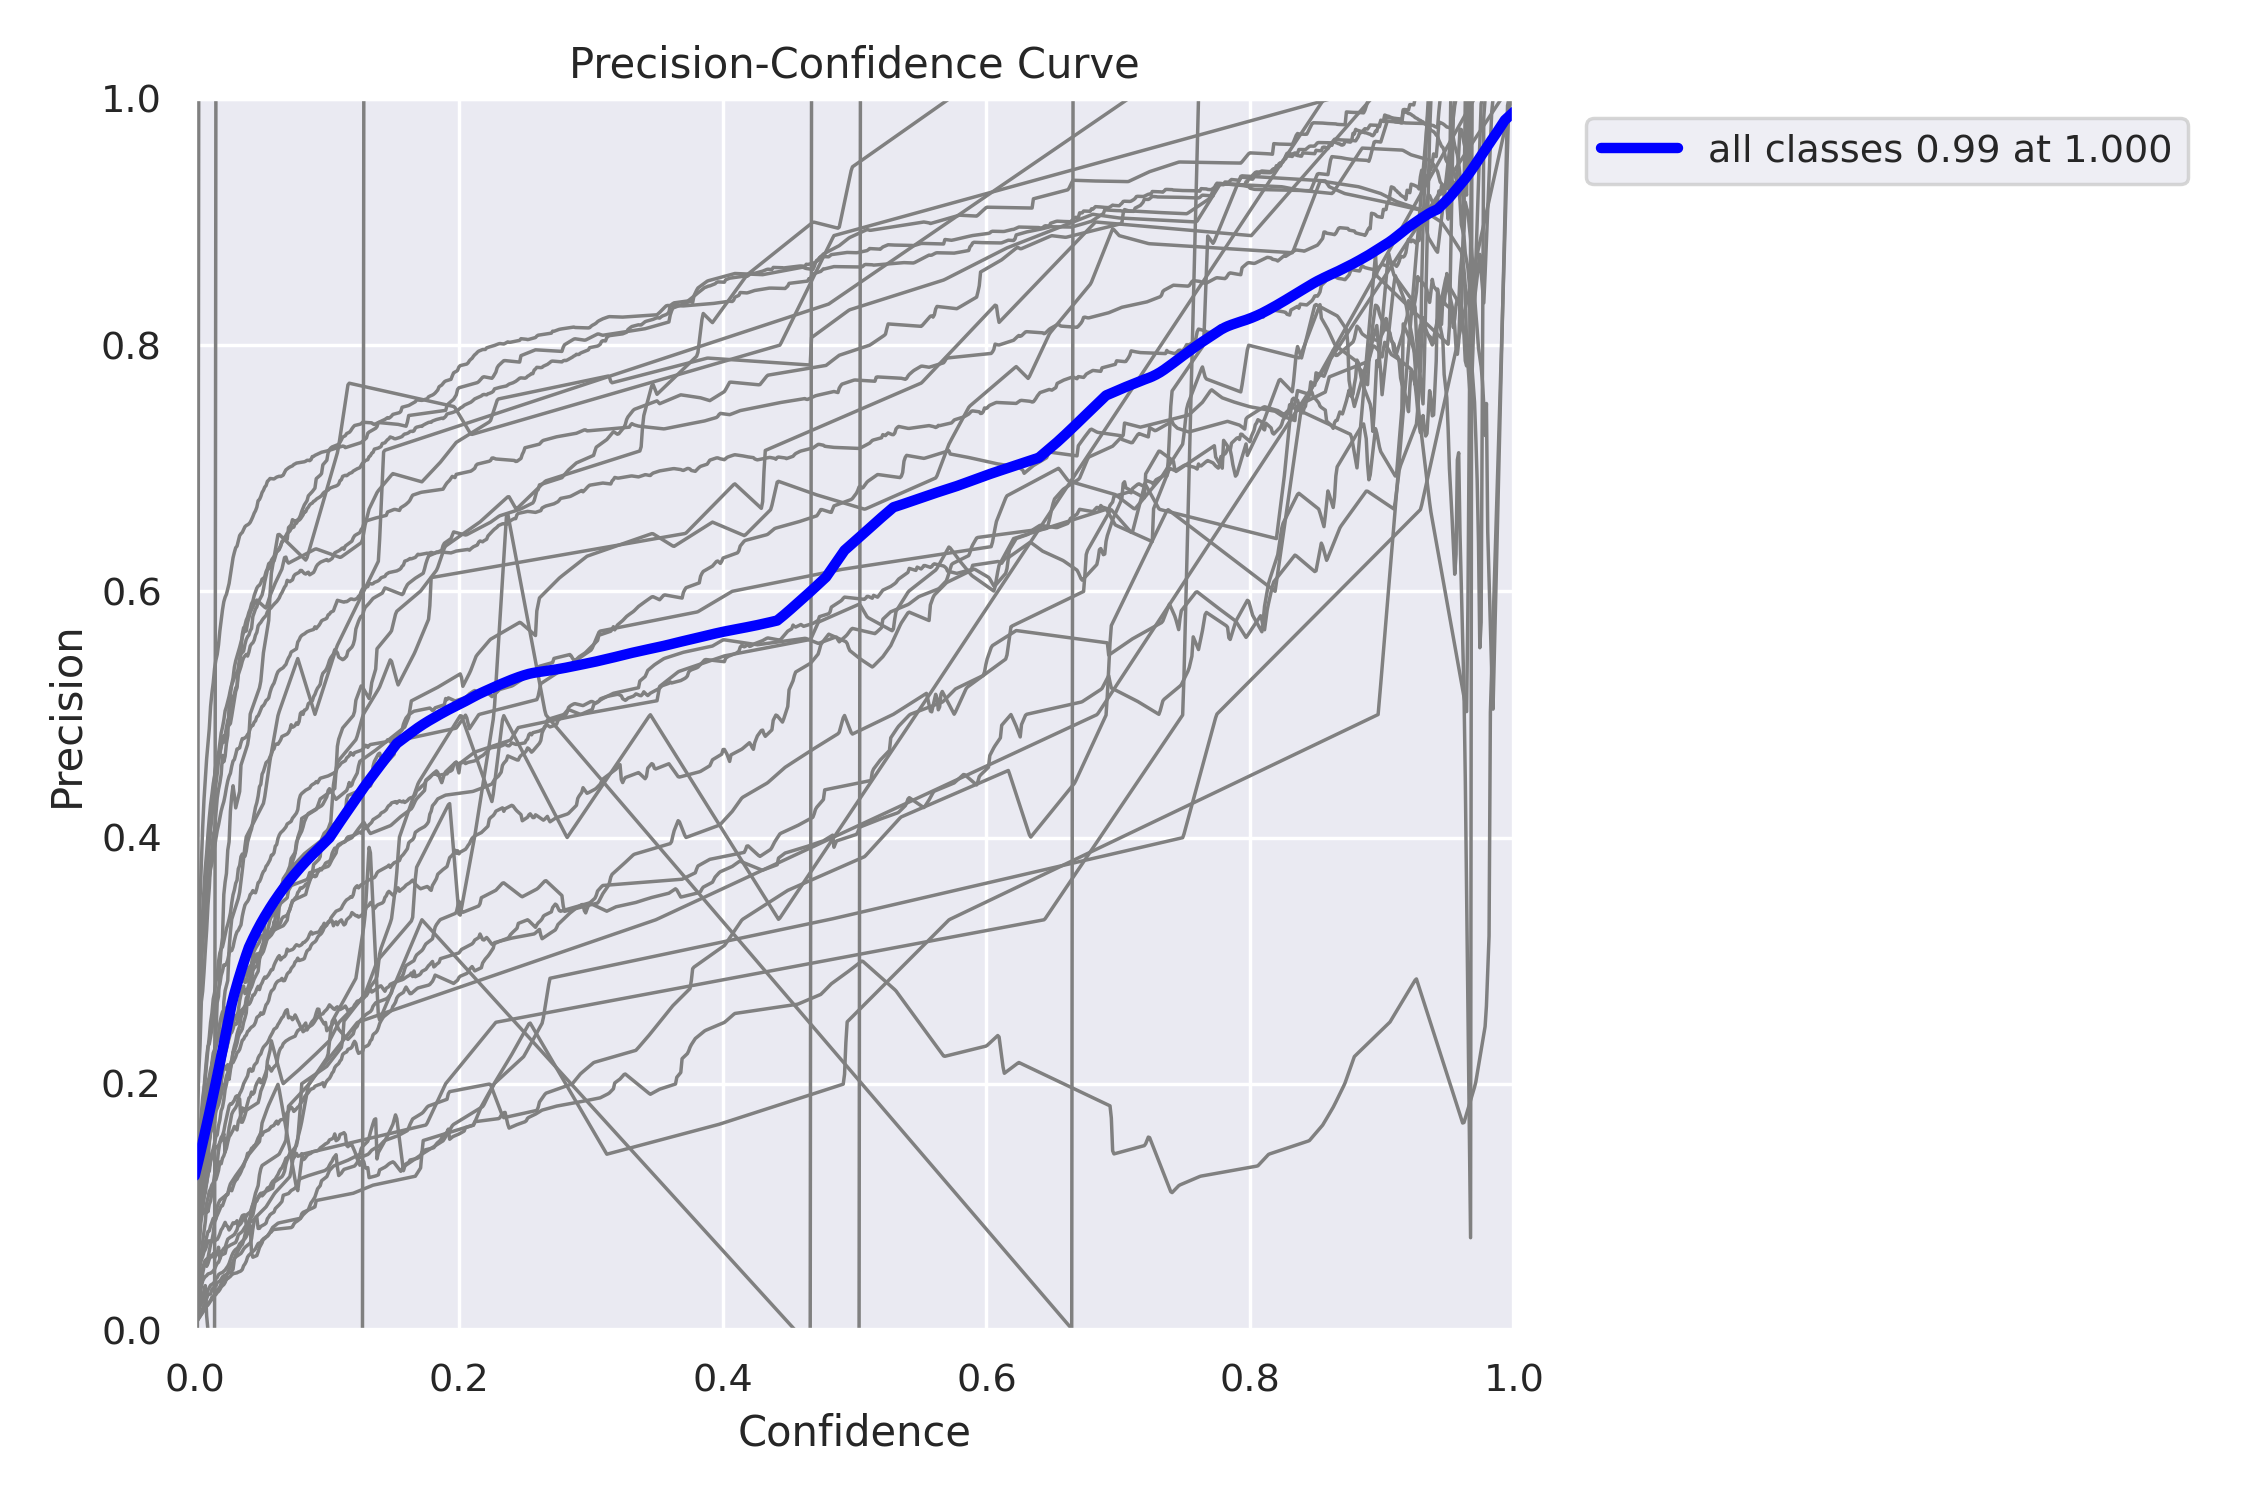 Precision-Confidence Curve
1.0
0.8
0.6
0.4
0.2
0.0
Precision
0.0 0.2 0.4 0.6 0.8 1.0
Confidence
all classes 0.99 at 1.000